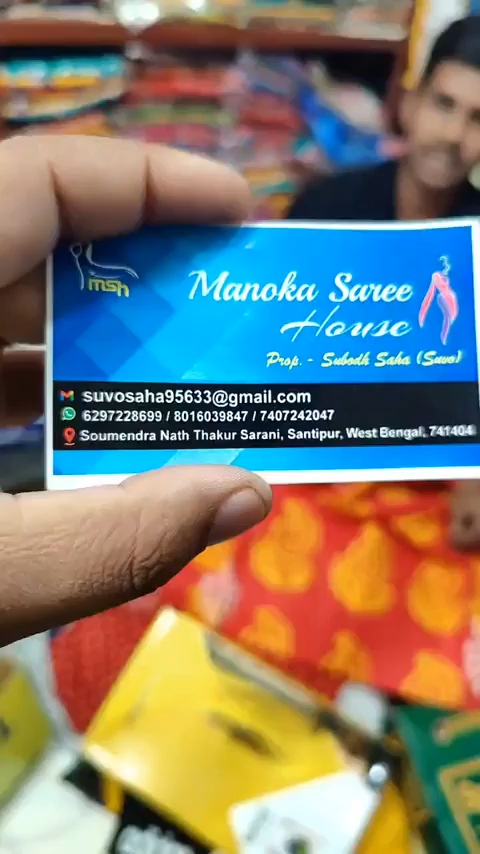 msh
Manoka Saree
House
Prop. - Subodh Saha (Suvo)
suvosaha95633@gmail.com
6297228699 / 8016039847 / 7407242047
Soumendra Nath Thakur Sarani, Santipur, West Bengal, 741404